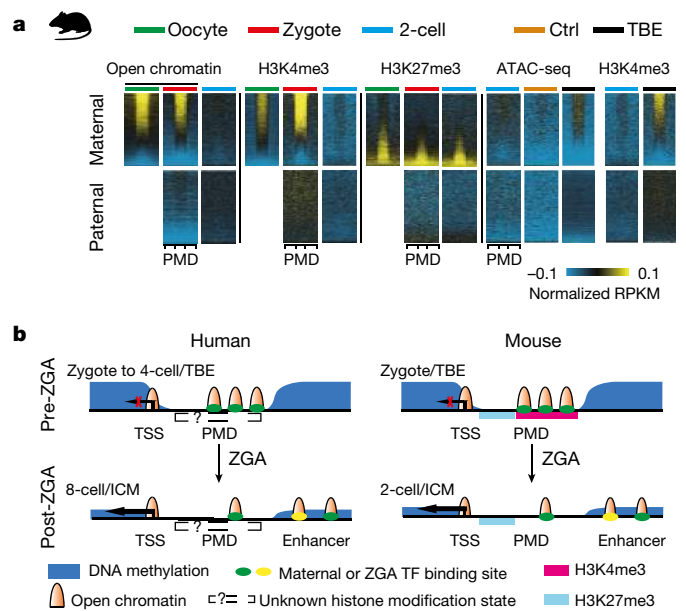 a
Oocyte Zygote 2-cell Ctrl TBE
Open chromatin H3K4me3 H3K27me3 ATAC-seq H3K4me3
Maternal
Paternal
PMD PMD PMD PMD
–0.1 0.1
Normalized RPKM
b
Human Mouse
Pre-ZGA
Zygote to 4-cell/TBE Zygote/TBE
?
TSS PMD TSS PMD
ZGA ZGA
Post-ZGA
8-cell/ICM 2-cell/ICM
?
TSS PMD Enhancer TSS PMD Enhancer
DNA methylation Maternal or ZGA TF binding site H3K4me3
Open chromatin ? Unknown histone modification state H3K27me3